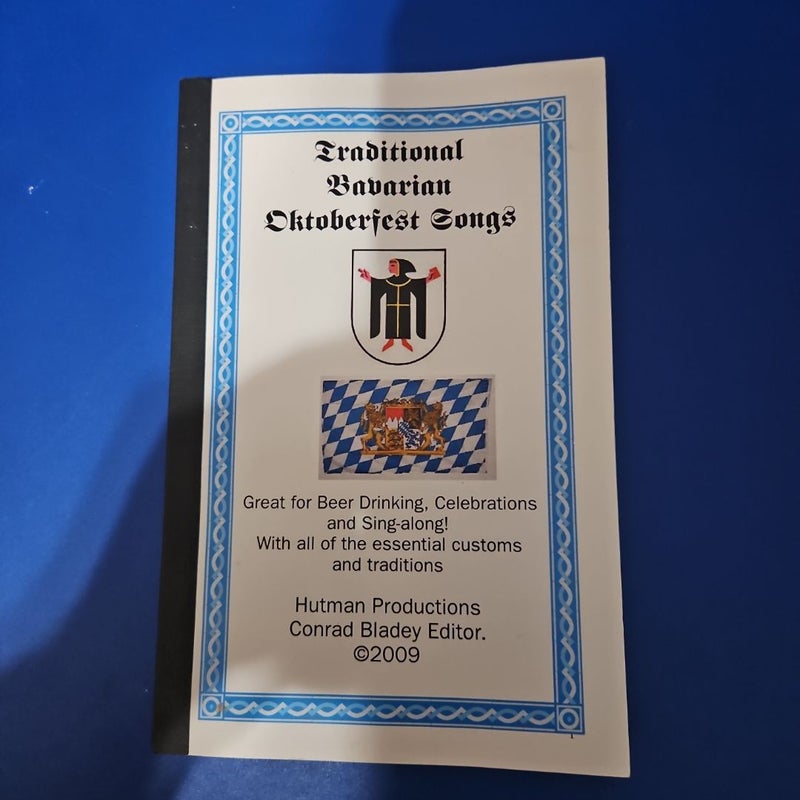 Traditional
Bavarian
Oktoberfest Songs
Great for Beer Drinking, Celebrations
and Sing-along!
With all of the essential customs
and traditions
Hutman Productions
Conrad Bladey Editor.
©2009
1